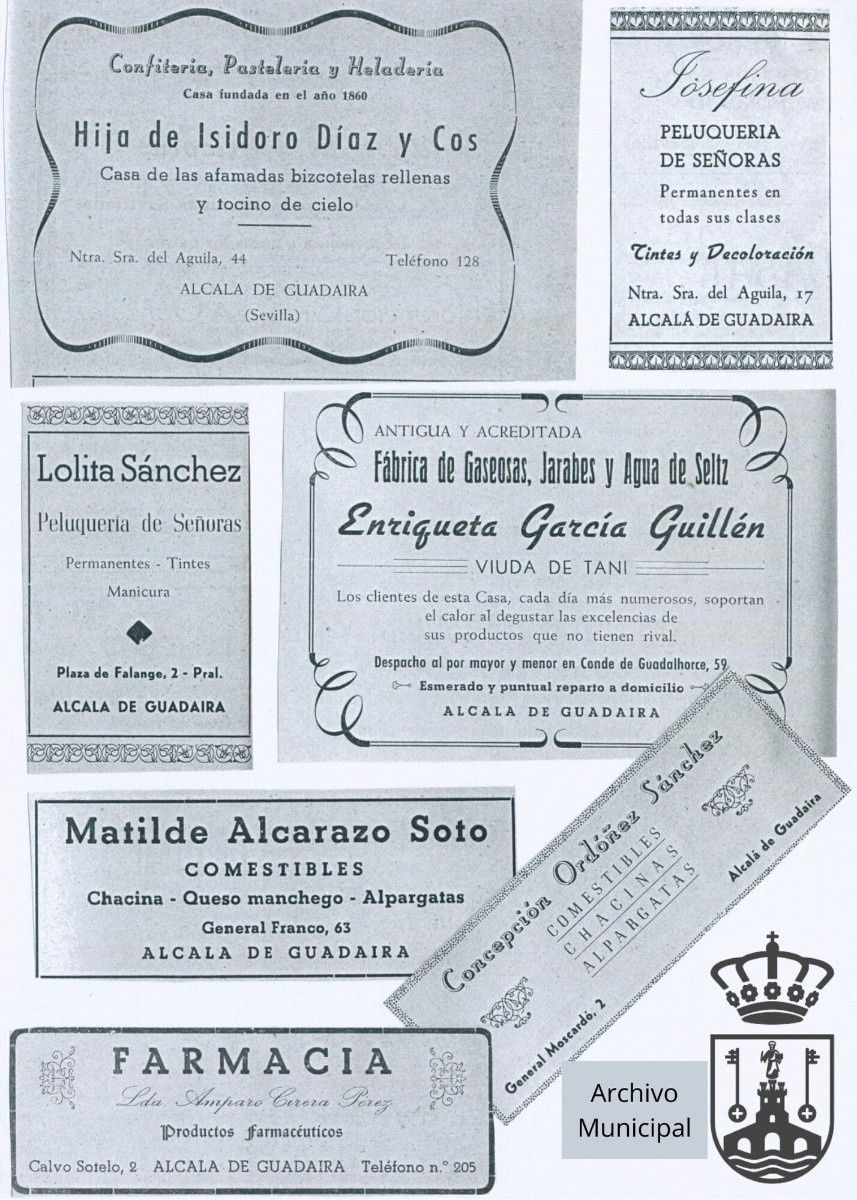 Confitería, Pastelería y Heladería
Casa fundada en el año 1860
Hija de Isidoro Díaz y Cos
Casa de las afamadas bizcotelas rellenas
y tocino de cielo
Ntra. Sra. del Aguila, 44 Teléfono 128
ALCALA DE GUADAIRA
(Sevilla)
Josefina
PELUQUERIA
DE SEÑORAS
Permanentes en
todas sus clases
Tintes y Decoloración
Ntra. Sra. del Aguila, 17
ALCALÁ DE GUADAIRA
Lolita Sánchez
Peluquería de Señoras
Permanentes - Tintes
Manicura
Plaza de Falange, 2 - Pral.
ALCALA DE GUADAIRA
ANTIGUA Y ACREDITADA
Fábrica de Gaseosas, Jarabes y Agua de Seltz
Enriqueta García Guillén
VIUDA DE TANI
Los clientes de esta Casa, cada día más numerosos, soportan
el calor al degustar las excelencias de
sus productos que no tienen rival.
Despacho al por mayor y menor en Conde de Guadalhorce, 59
Esmerado y puntual reparto a domicilio
ALCALA DE GUADAIRA
Matilde Alcarazo Soto
COMESTIBLES
Chacina - Queso manchego - Alpargatas
General Franco, 63
ALCALA DE GUADAIRA
Concepción Ordóñez Sánchez
COMESTIBLES
CHACINAS
ALPARGATAS
General Moscardó, 2 Alcalá de Guadaira
FARMACIA
Lda. Amparo Cirera Perez
Productos farmacéuticos
Calvo Sotelo, 2 ALCALA DE GUADAIRA Teléfono n.º 205
Archivo
Municipal